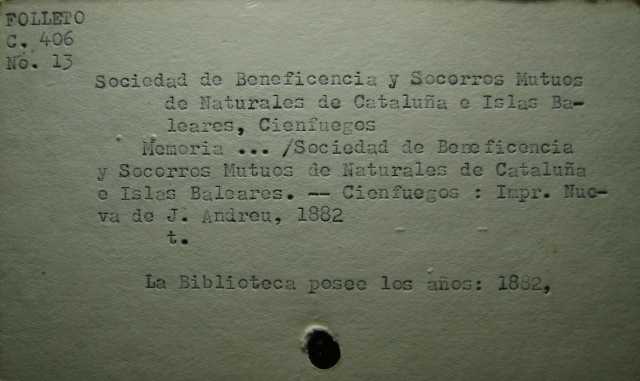 FOLLETO
C. 406
No. 13
Sociedad de Beneficencia y Socorros Mutuos
de Naturales de Cataluña e Islas Ba-
leares, Cienfuegos
Memoria ... /Sociedad de Beneficencia
y Socorros Mutuos de Naturales de Cataluña
e Islas Baleares. -- Cienfuegos : Impr. Nue-
va de J. Andreu, 1882
t.
La Biblioteca posee los años: 1882,